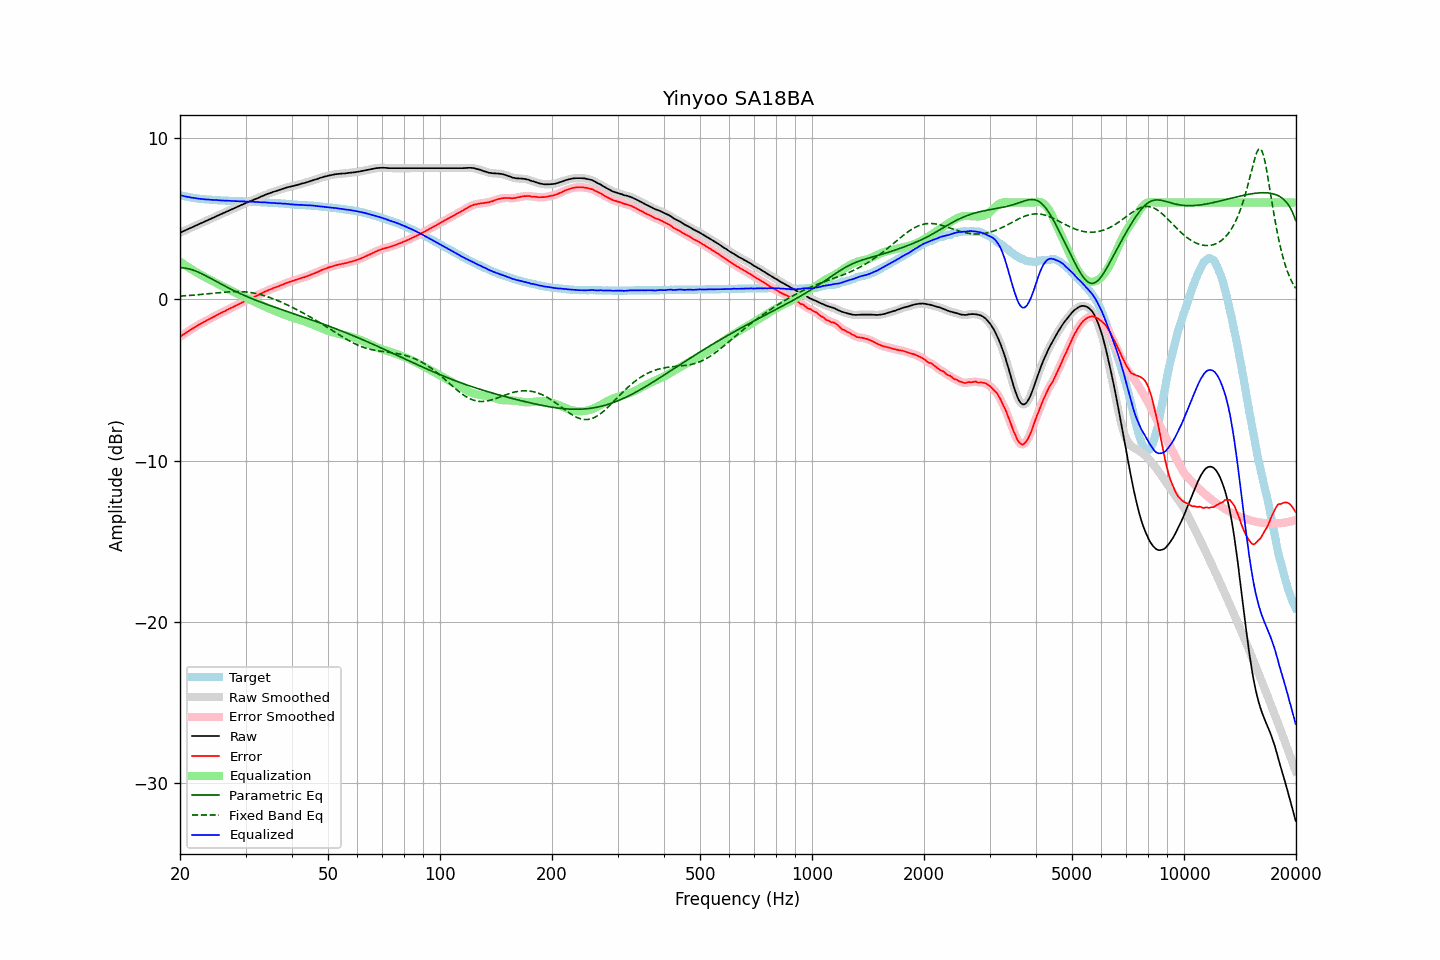 Yinyoo SA18BA
10
0
−10
−20
−30
Amplitude (dBr)
Target
Raw Smoothed
Error Smoothed
Raw
Error
Equalization
Parametric Eq
Fixed Band Eq
Equalized
20 50 100 200 500 1000 2000 5000 10000 20000
Frequency (Hz)